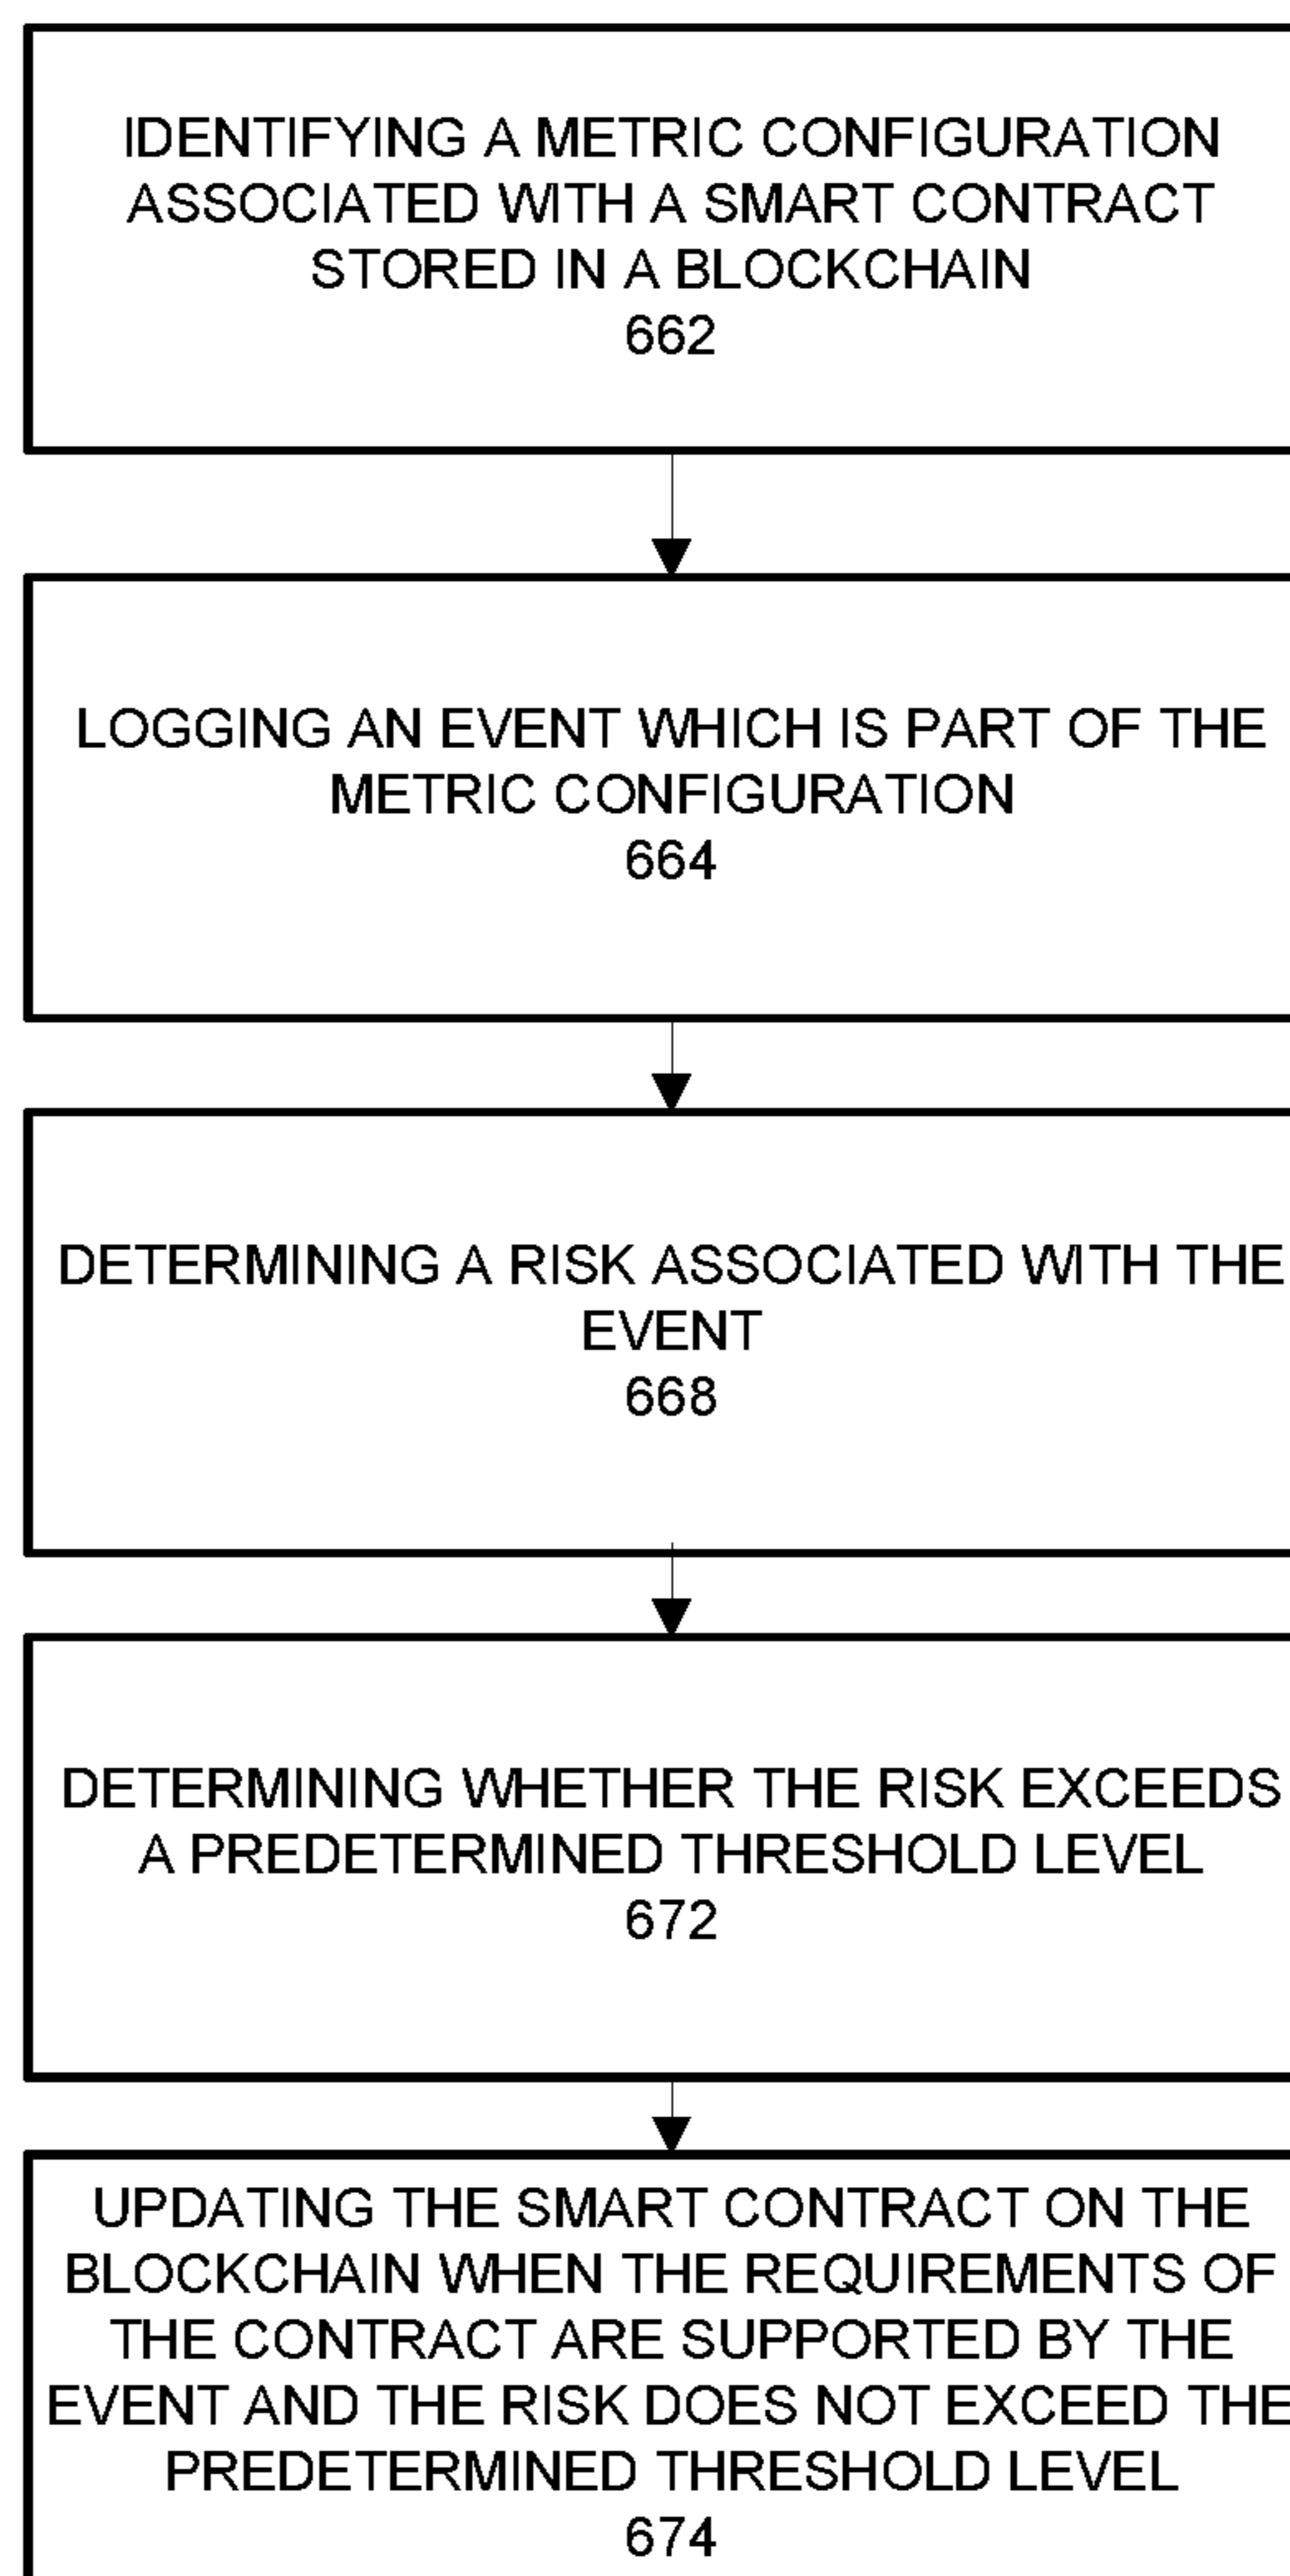 IDENTIFYING A METRIC CONFIGURATION
ASSOCIATED WITH A SMART CONTRACT
STORED IN A BLOCKCHAIN
662
LOGGING AN EVENT WHICH IS PART OF THE
METRIC CONFIGURATION
664
DETERMINING A RISK ASSOCIATED WITH THE
EVENT
668
DETERMINING WHETHER THE RISK EXCEEDS
A PREDETERMINED THRESHOLD LEVEL
672
UPDATING THE SMART CONTRACT ON THE
BLOCKCHAIN WHEN THE REQUIREMENTS OF
THE CONTRACT ARE SUPPORTED BY THE
EVENT AND THE RISK DOES NOT EXCEED THE
PREDETERMINED THRESHOLD LEVEL
674